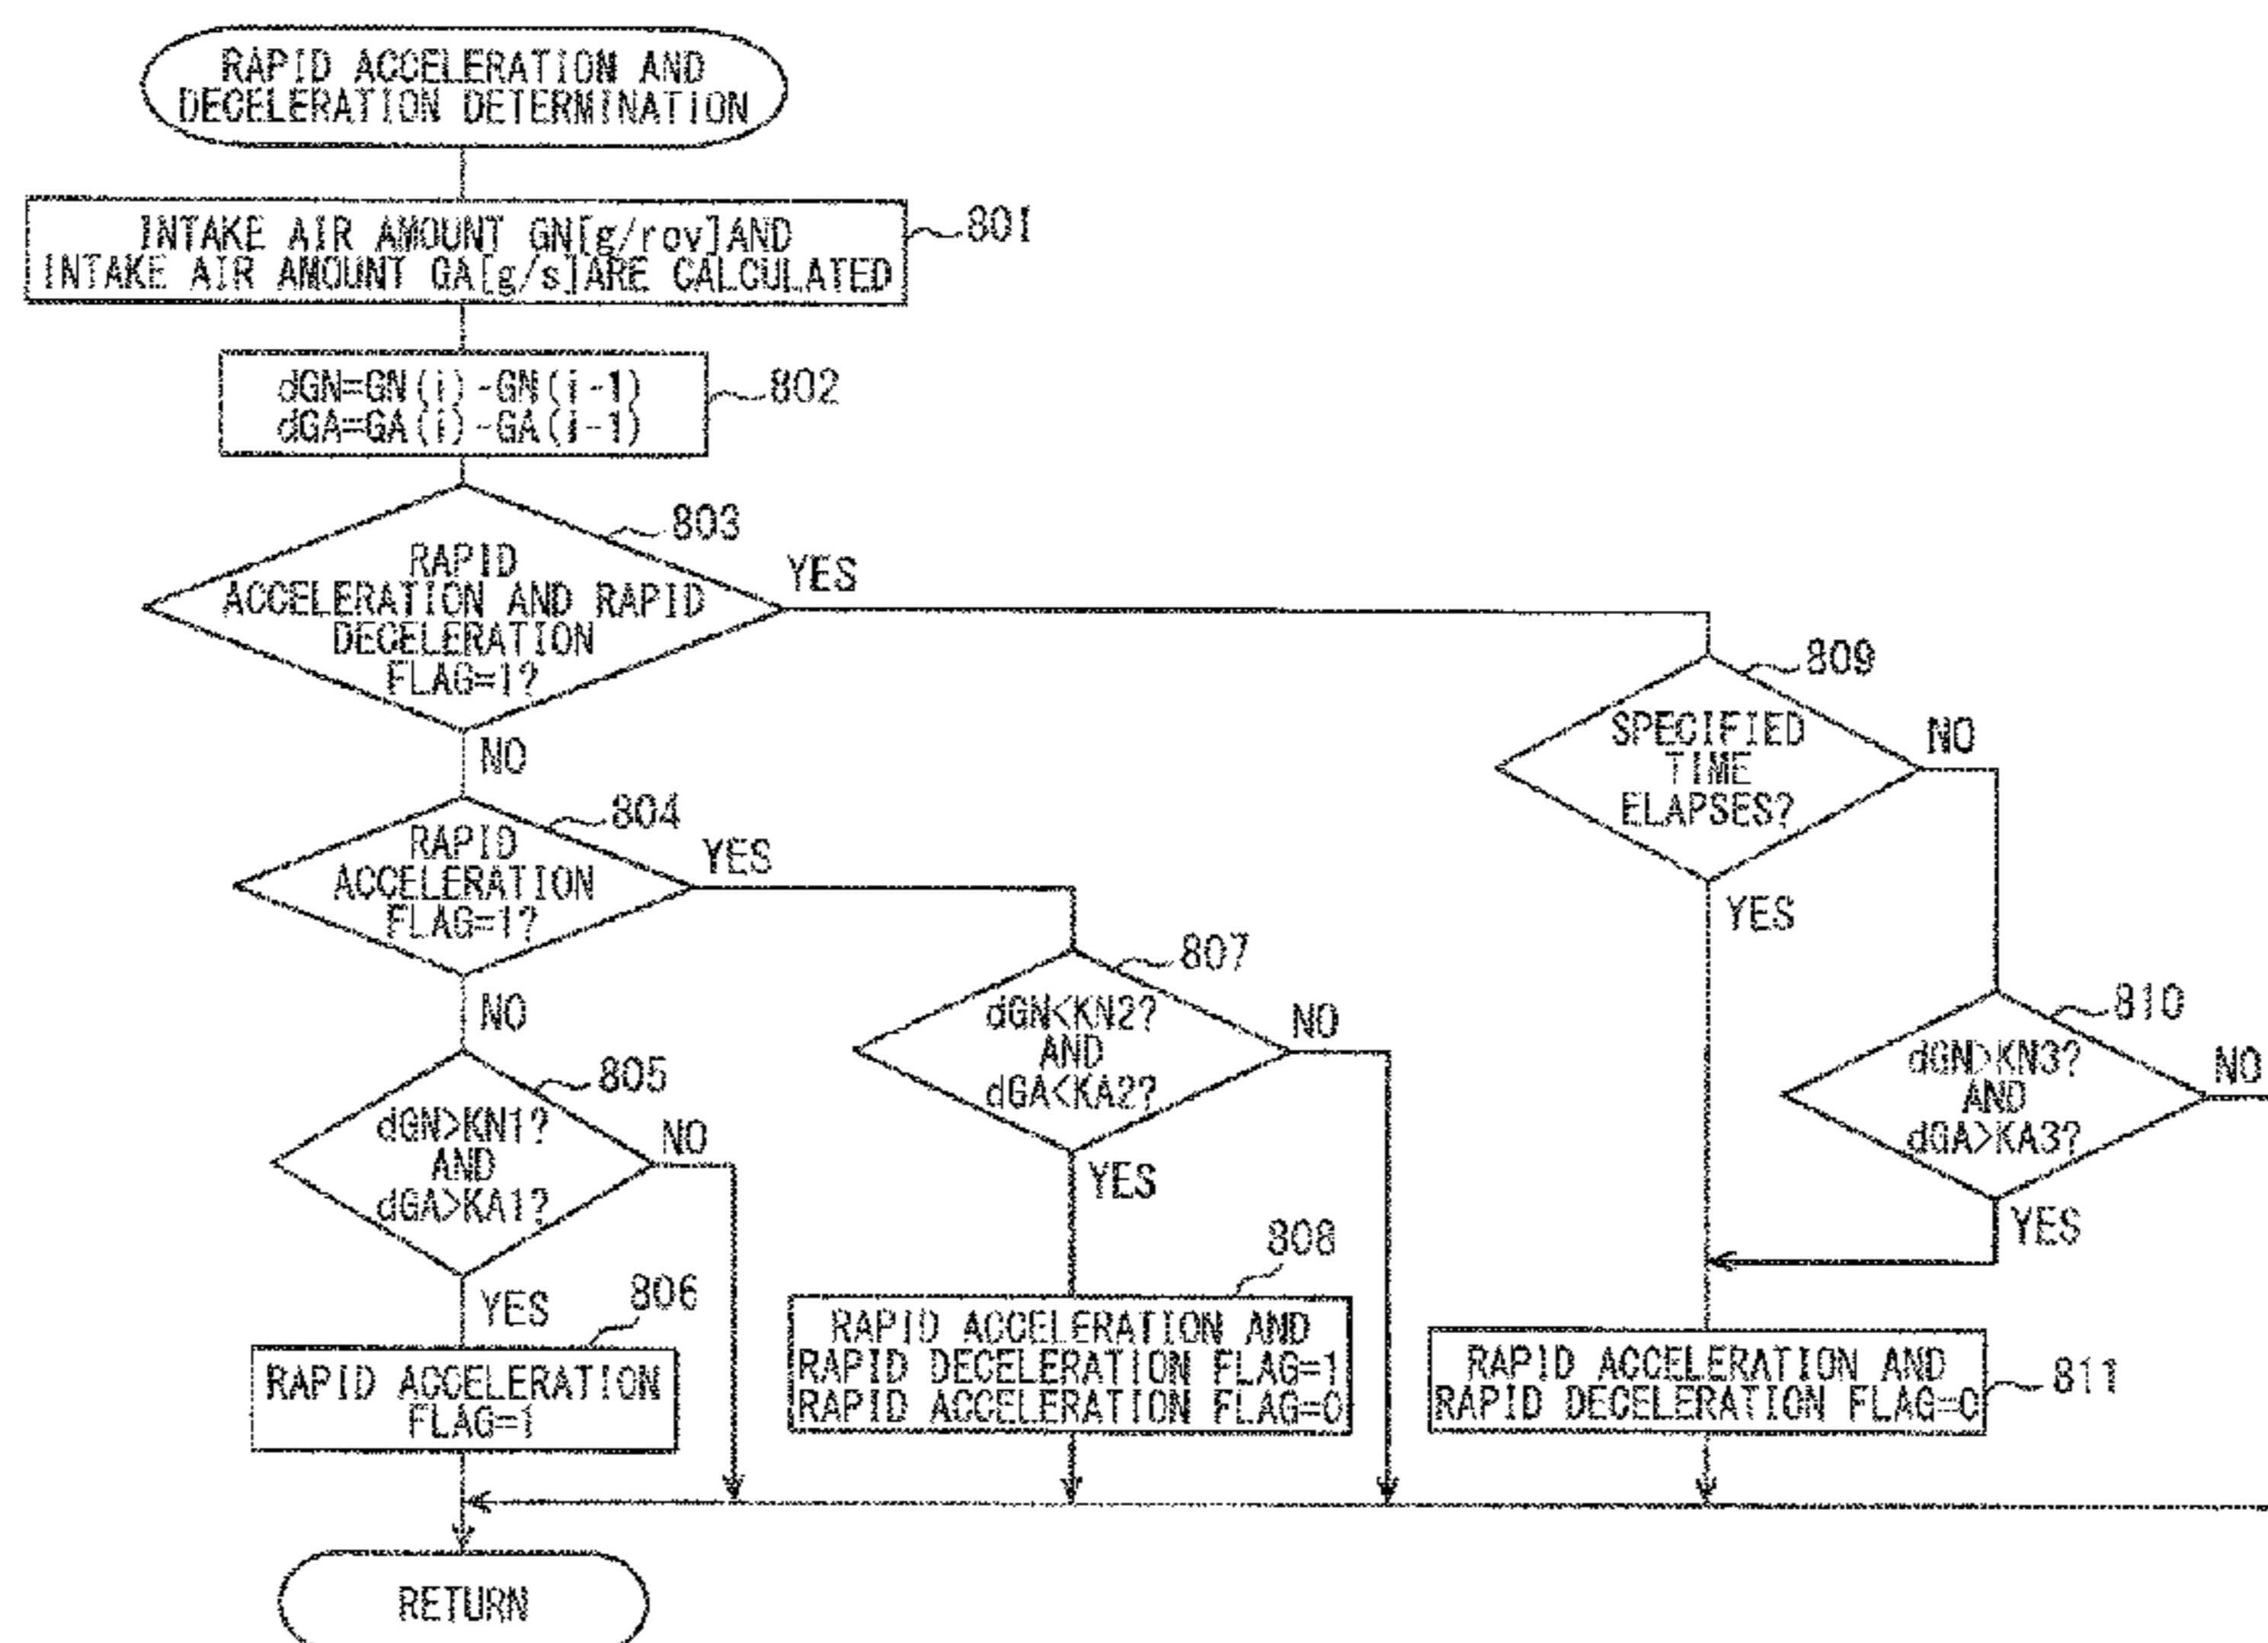 RAPID ACCELERATION AND
DECELERATION DETERMINATION
INTAKE AIR AMOUNT GN[g/rev]AND
INTAKE AIR AMOUNT GA[g/s]ARE CALCULATED
801
dGN=GN(i)-GN(i-1)
dGA=GA(i)-GA(i-1)
802
803
RAPID
ACCELERATION AND RAPID
DECELERATION
FLAG=1?
YES
NO
804
RAPID
ACCELERATION
FLAG=1?
YES
NO
805
dGN>KN1?
AND
dGA>KA1?
NO
YES
806
RAPID ACCELERATION
FLAG=1
807
dGN<KN2?
AND
dGA<KA2?
NO
YES
808
RAPID ACCELERATION AND
RAPID DECELERATION FLAG=1
RAPID ACCELERATION FLAG=0
809
SPECIFIED
TIME
ELAPSES?
NO
YES
810
dGN>KN3?
AND
dGA>KA3?
NO
YES
RAPID ACCELERATION AND
RAPID DECELERATION FLAG=0
811
RETURN